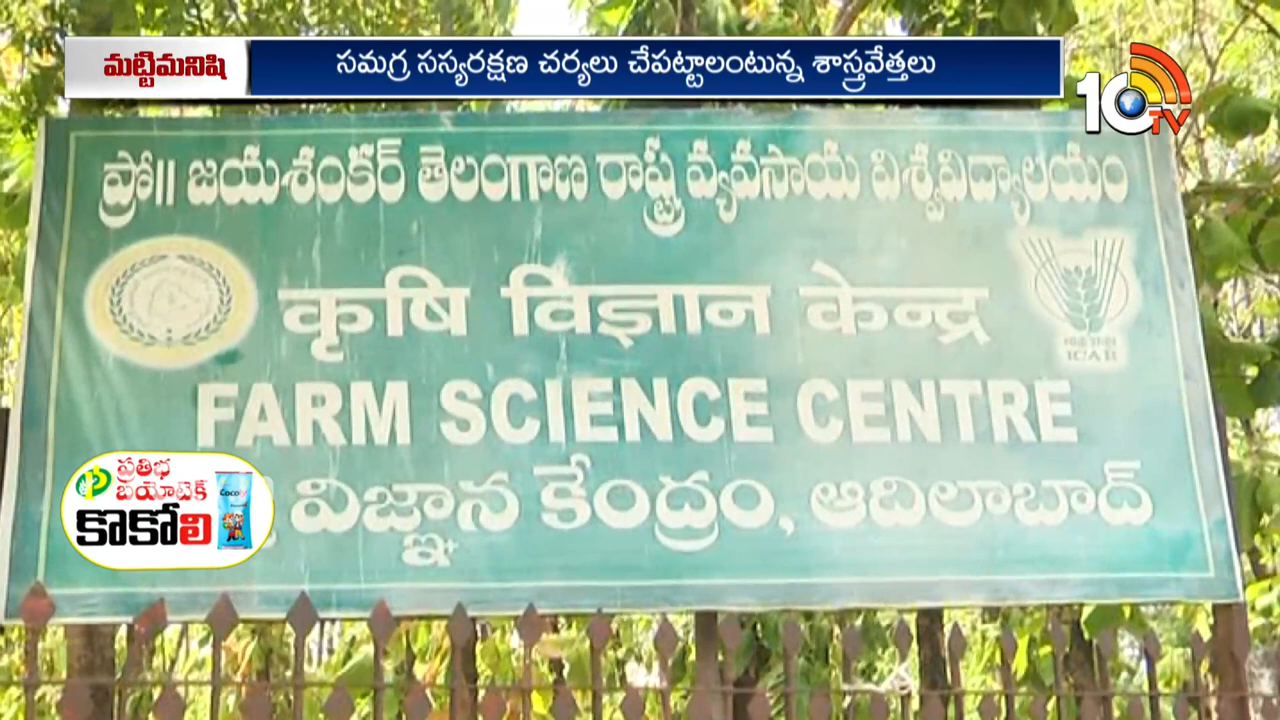 మట్టిమనిషి
సమగ్ర సస్యరక్షణ చర్యలు చేపట్టాలంటున్న శాస్త్రవేత్తలు
10TV
ప్రో॥ జయశంకర్ తెలంగాణ రాష్ట్ర వ్యవసాయ విశ్వవిద్యాలయం
कृषि विज्ञान केन्द्र
ICAR
FARM SCIENCE CENTRE
విజ్ఞాన కేంద్రం, ఆదిలాబాద్
ప్రతిభ
బయోటెక్
కొకోలి